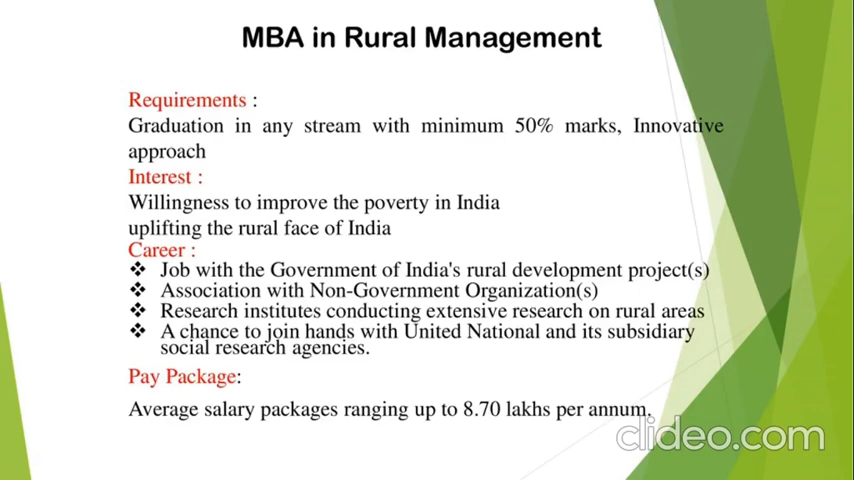 MBA in Rural Management
Requirements :
Graduation in any stream with minimum 50% marks, Innovative
approach
Interest :
Willingness to improve the poverty in India
uplifting the rural face of India
Career :
❖ Job with the Government of India's rural development project(s)
❖ Association with Non-Government Organization(s)
❖ Research institutes conducting extensive research on rural areas
❖ A chance to join hands with United National and its subsidiary
social research agencies.
Pay Package:
Average salary packages ranging up to 8.70 lakhs per annum.
clideo.com